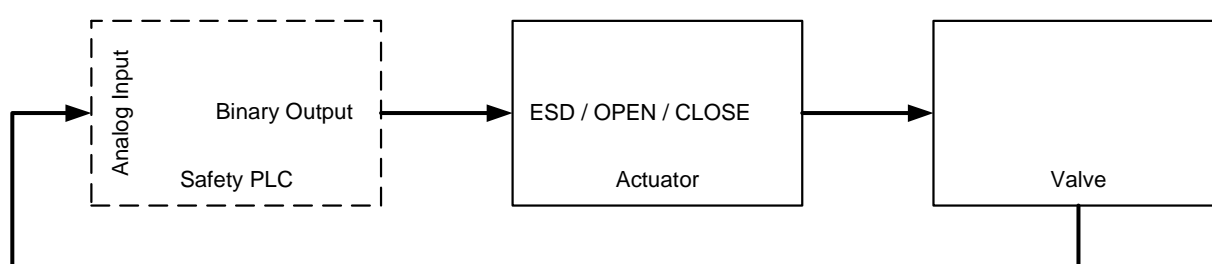 Analog Input
Binary Output
Safety PLC
ESD / OPEN / CLOSE
Actuator
Valve